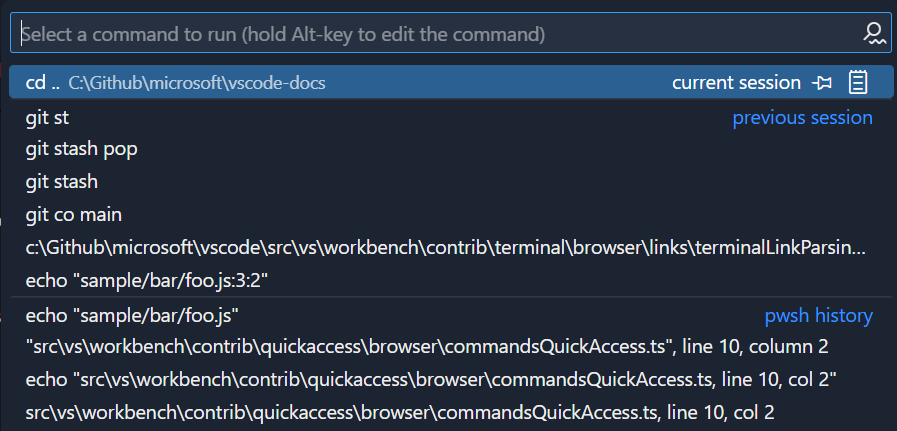 Select a command to run (hold Alt-key to edit the command)
cd .. C:\Github\microsoft\vscode-docs current session
git st previous session
git stash pop
git stash
git co main
c:\Github\microsoft\vscode\src\vs\workbench\contrib\terminal\browser\links\terminalLinkParsin...
echo "sample/bar/foo.js:3:2"
echo "sample/bar/foo.js" pwsh history
"src\vs\workbench\contrib\quickaccess\browser\commandsQuickAccess.ts", line 10, column 2
echo "src\vs\workbench\contrib\quickaccess\browser\commandsQuickAccess.ts, line 10, col 2"
src\vs\workbench\contrib\quickaccess\browser\commandsQuickAccess.ts, line 10, col 2